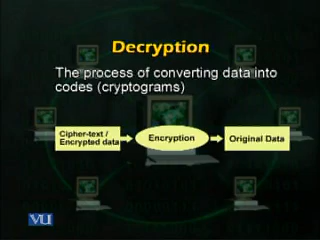 Decryption
The process of converting data into
codes (cryptograms)
Cipher-text /
Encrypted data
Encryption
Original Data
VU